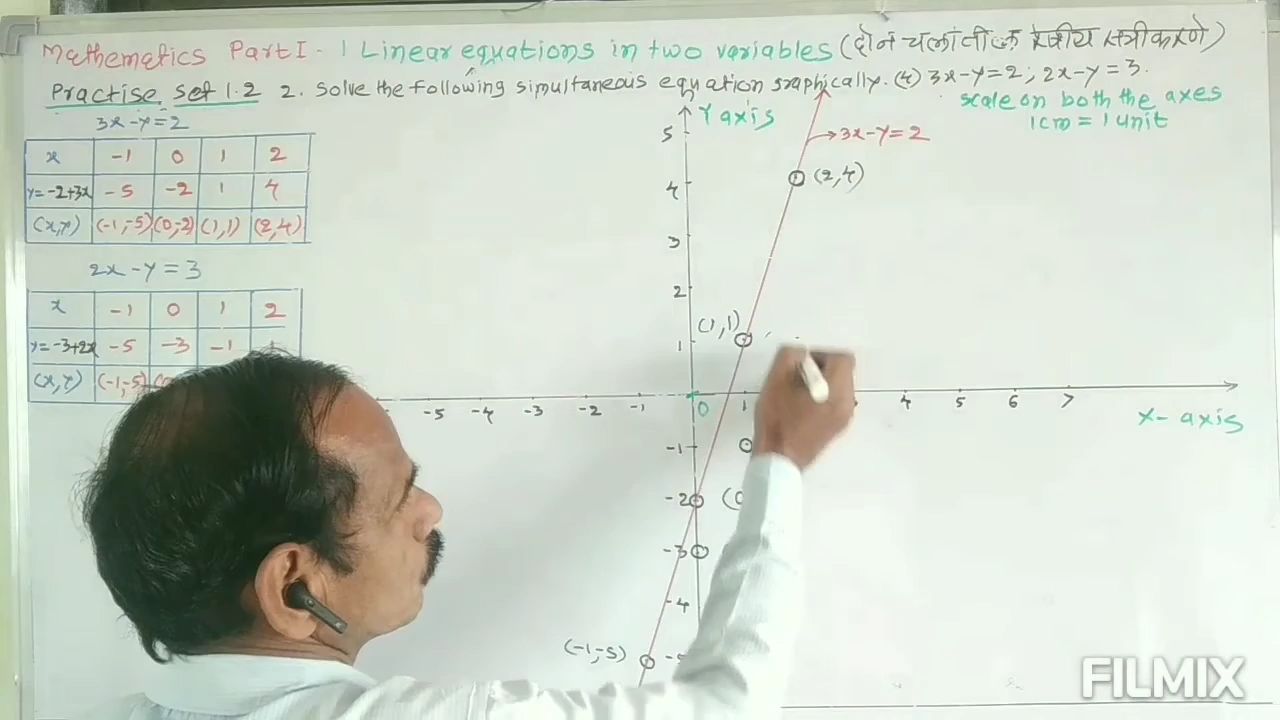 Mathematics Part I - 1 Linear equations in two variables (दोन चलांतील रेषीय समीकरणे)
Practise Set 1.2 2. Solve the following simultaneous equation graphically. (4) 3x-y=2; 2x-y=3.
scale on both the axes
1cm = 1 unit
3x-y=2
x -1 0 1 2
y=-2+3x -5 -2 1 4
(x,y) (-1,-5) (0,-2) (1,1) (2,4)
2x-y=3
x -1 0 1 2
y=-3+2x -5 -3 -1
(x,y) (-1,-5)
Y axis
3x-y=2
5
4 (2,4)
3
2
(1,1)
1
-5 -4 -3 -2 -1 0 1 4 5 6 7
X-axis
-1
-2 (0
-3
-4
(-1,-5) -5
FILMIX